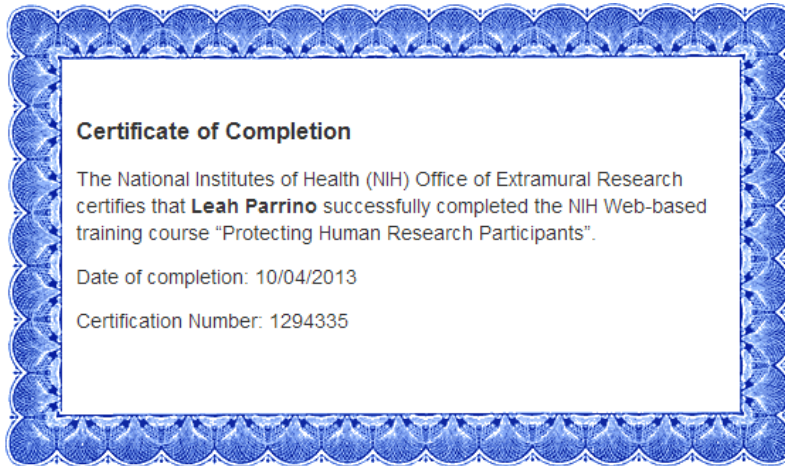 Certificate of Completion
The National Institutes of Health (NIH) Office of Extramural Research
certifies that Leah Parrino successfully completed the NIH Web-based
training course “Protecting Human Research Participants”.
Date of completion: 10/04/2013
Certification Number: 1294335